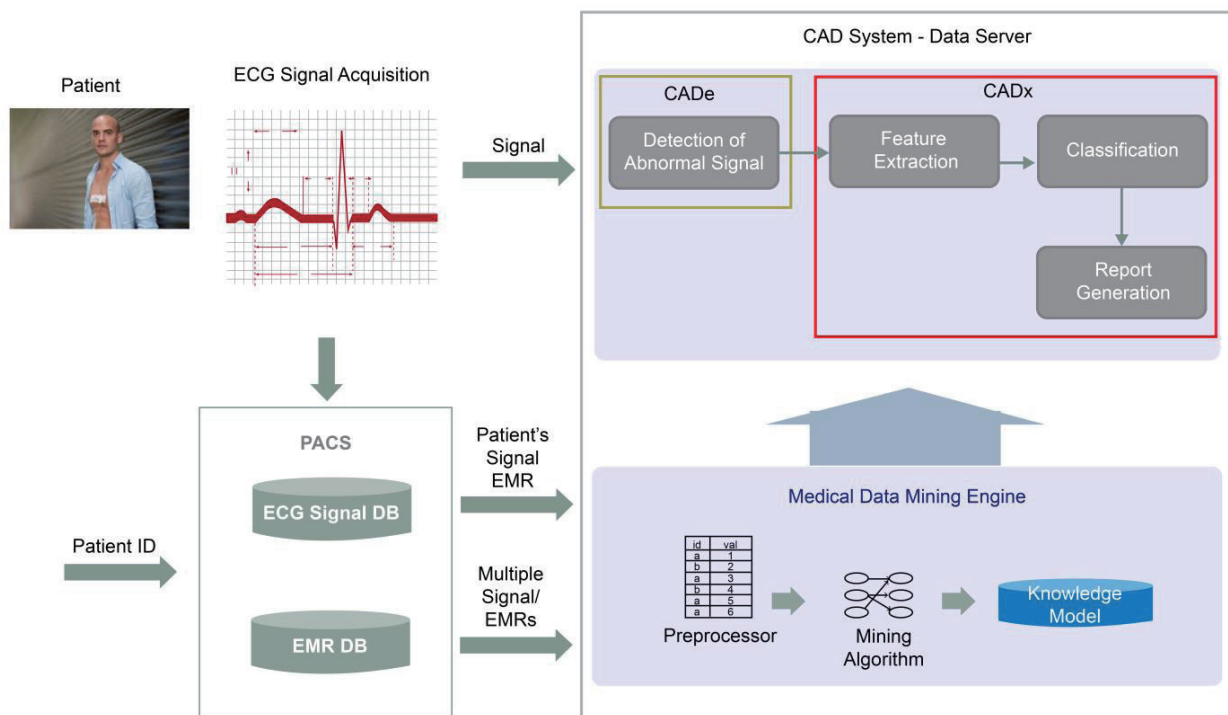 CAD System - Data Server
Patient
ECG Signal Acquisition
Signal
CADe
Detection of
Abnormal Signal
CADx
Feature
Extraction
Classification
Report
Generation
PACS
ECG Signal DB
EMR DB
Patient ID
Patient's
Signal
EMR
Multiple
Signal/
EMRs
Medical Data Mining Engine
id val
a 1
b 2
a 3
b 4
a 5
a 6
Preprocessor
Mining
Algorithm
Knowledge
Model